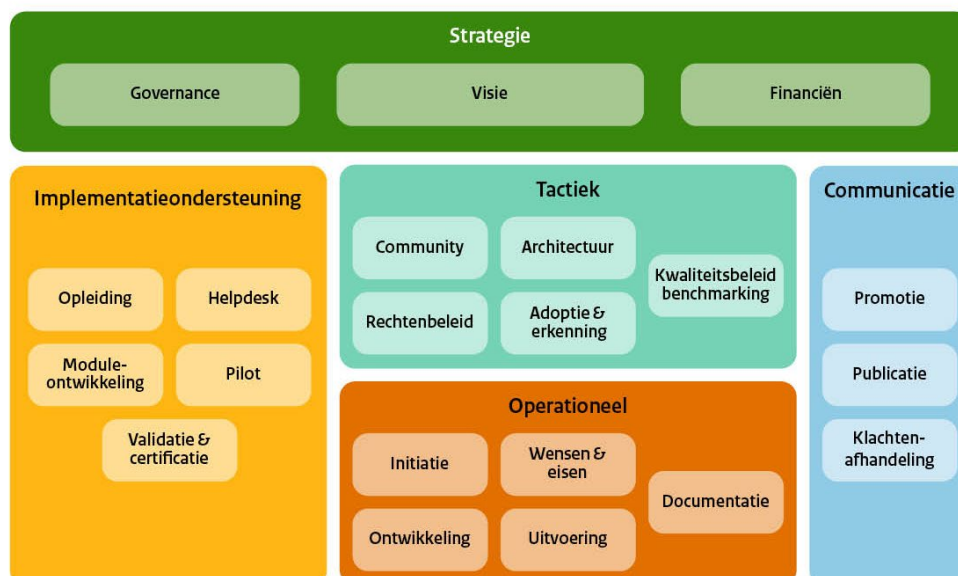 Strategie
Governance
Visie
Financiën
Implementatieondersteuning
Opleiding
Helpdesk
Module-
ontwikkeling
Pilot
Validatie &
certificatie
Tactiek
Community
Architectuur
Kwaliteitsbeleid
benchmarking
Rechtenbeleid
Adoptie &
erkenning
Operationeel
Initiatie
Wensen &
eisen
Documentatie
Ontwikkeling
Uitvoering
Communicatie
Promotie
Publicatie
Klachten-
afhandeling